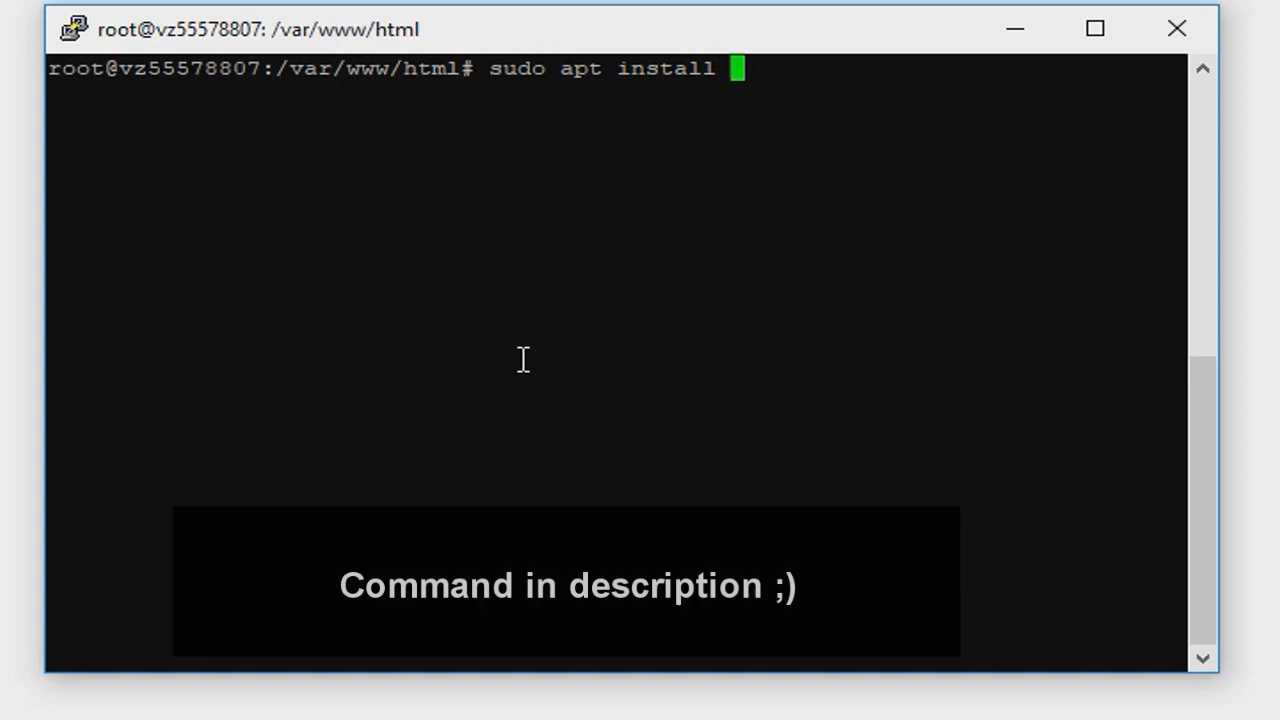 root@vz55578807: /var/www/html
root@vz55578807:/var/www/html# sudo apt install
Command in description ;)